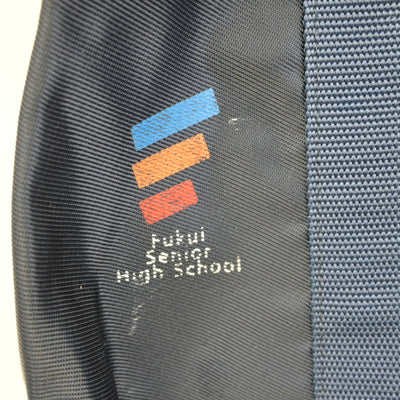 Fukui
Senior
High School